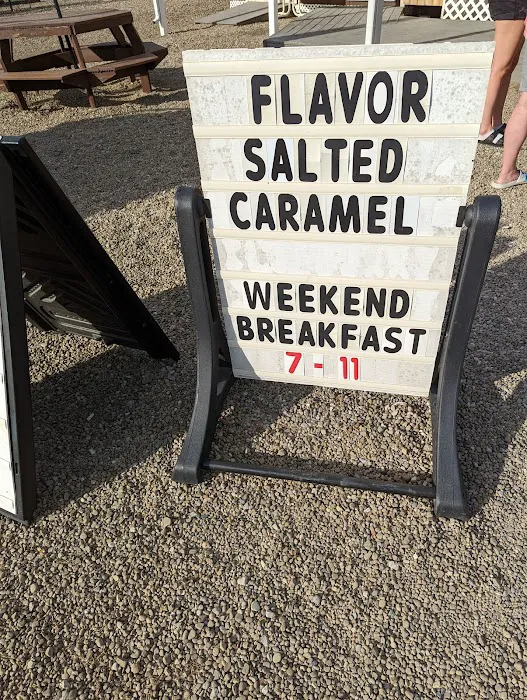 FLAVOR
SALTED
CARAMEL
WEEKEND
BREAKFAST
7 - 11